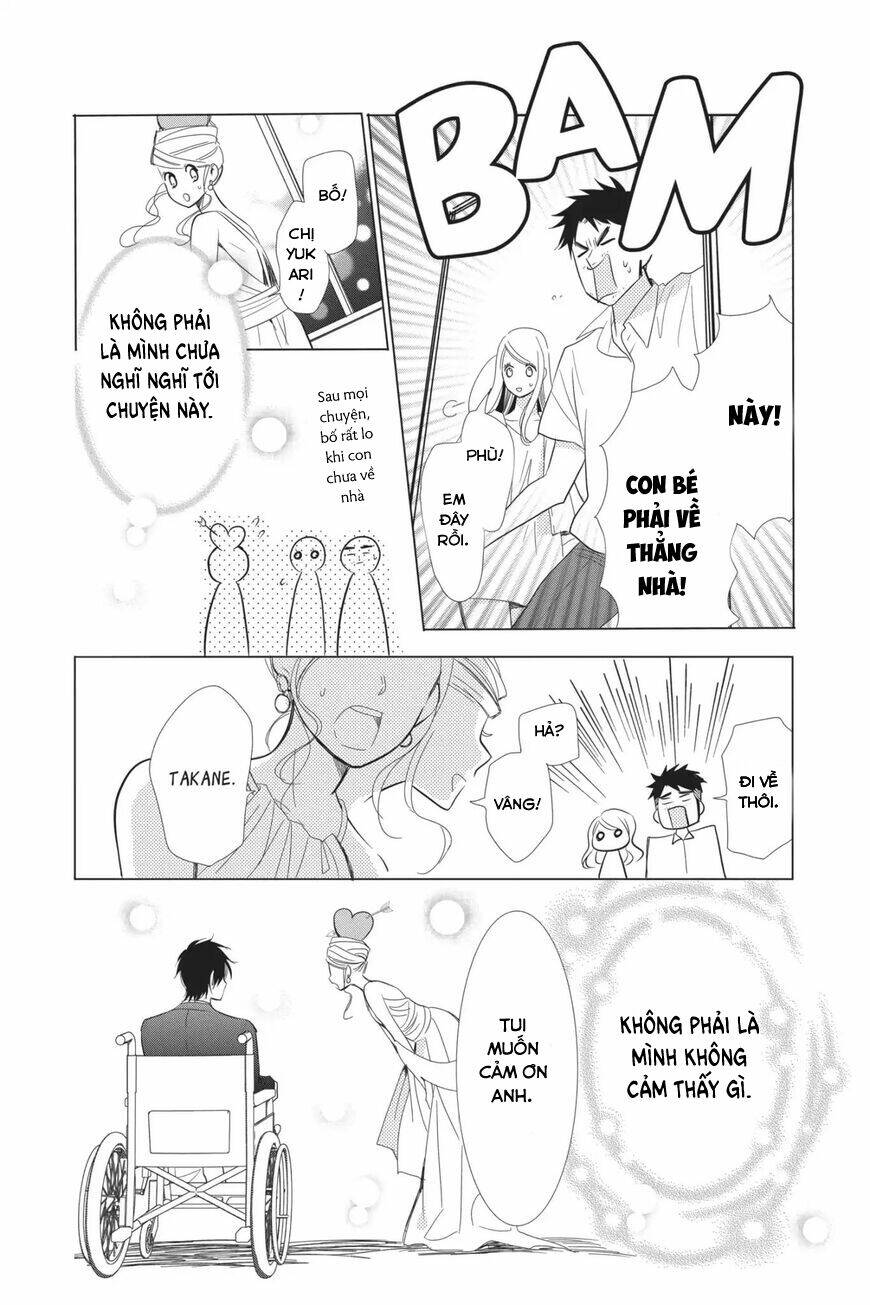 BAM
NÀY!
CON BÉ
PHẢI VỀ
THẲNG
NHÀ!
PHÙ!
EM
ĐÂY
RỒI.
BỐ!
CHỊ
YUK
ARI
!
KHÔNG PHẢI
LÀ MÌNH CHƯA
NGHĨ NGHĨ TỚI
CHUYỆN NÀY.
Sau mọi
chuyện,
bố rất lo
khi con
chưa về
nhà
ĐI VỀ
THÔI.
HẢ?
VÂNG!
TAKANE.
KHÔNG PHẢI LÀ
MÌNH KHÔNG
CẢM THẤY GÌ.
TUI
MUỐN
CẢM ƠN
ANH.